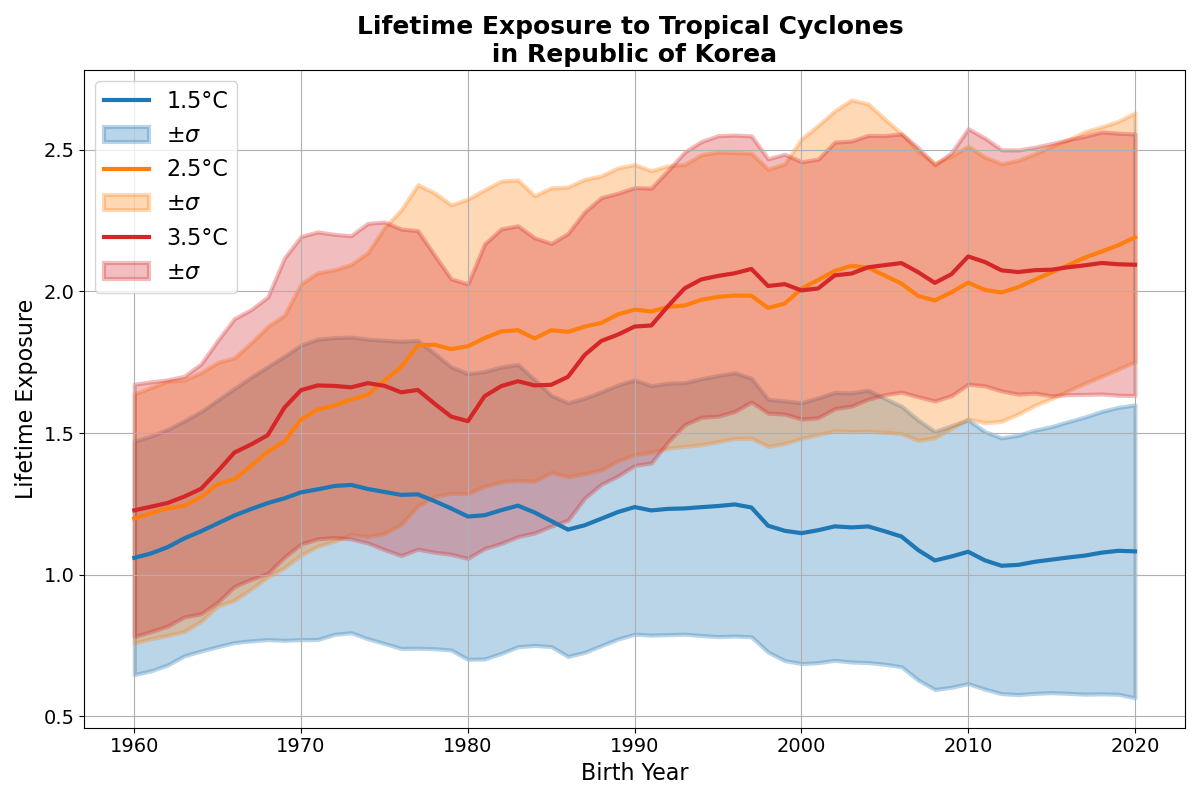 Lifetime Exposure to Tropical Cyclones
in Republic of Korea
1.5°C
±σ
2.5°C
±σ
3.5°C
±σ
Lifetime Exposure
2.5
2.0
1.5
1.0
0.5
1960 1970 1980 1990 2000 2010 2020
Birth Year